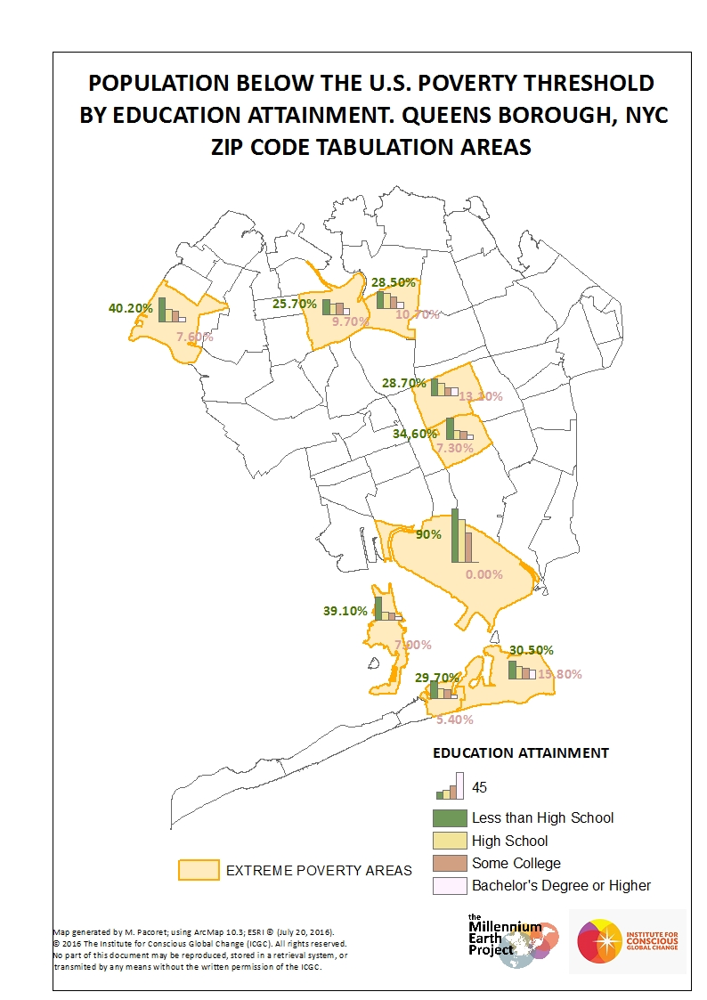 POPULATION BELOW THE U.S. POVERTY THRESHOLD
BY EDUCATION ATTAINMENT. QUEENS BOROUGH, NYC
ZIP CODE TABULATION AREAS
28.50%
40.20%
25.70%
10.70%
9.70%
7.60%
28.70%
13.10%
34.60%
7.30%
90%
0.00%
39.10%
7.00%
30.50%
29.70%
15.80%
5.40%
EDUCATION ATTAINMENT
45
Less than High School
High School
Some College
Bachelor's Degree or Higher
EXTREME POVERTY AREAS
the
Millennium
Earth
Project
INSTITUTE FOR
CONSCIOUS
GLOBAL CHANGE
Map generated by M. Pacoret; using ArcMap 10.3; ESRI © (July 20, 2016).
© 2016 The Institute for Conscious Global Change (ICGC). All rights reserved.
No part of this document may be reproduced, stored in a retrieval system, or
transmited by any means without the written permission of the ICGC.